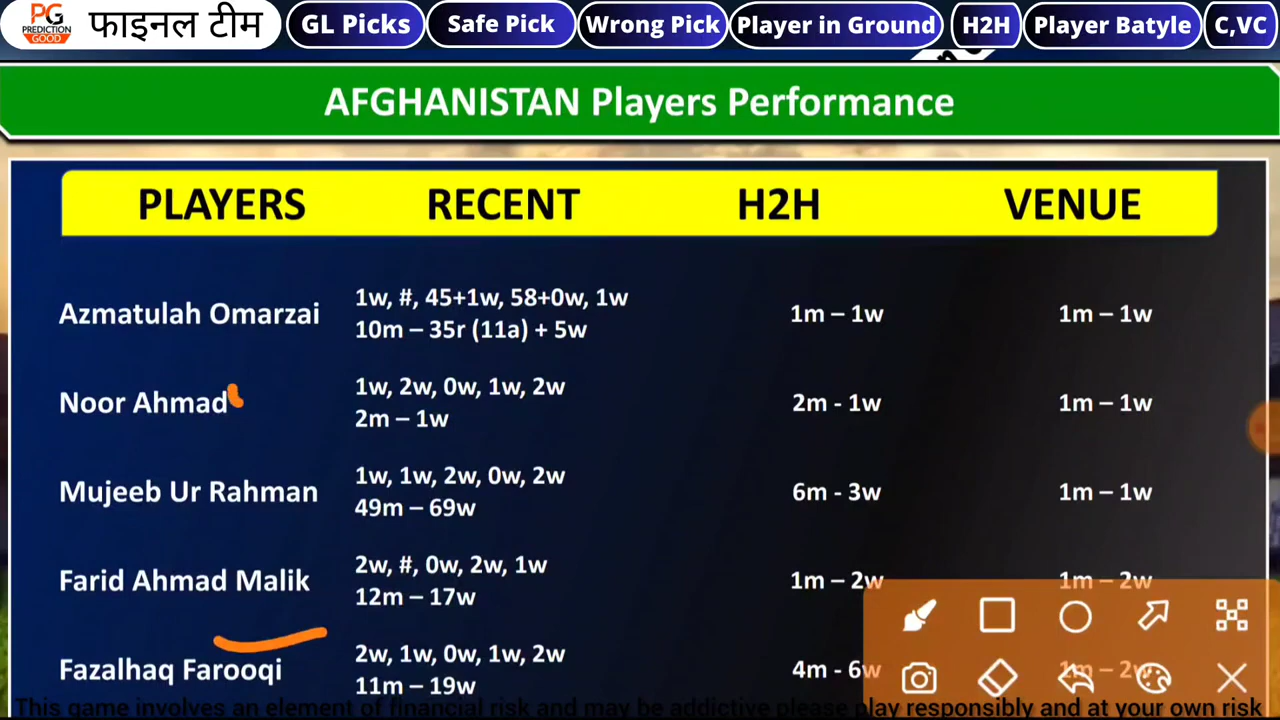 PG PREDICTION GOOD फाइनल टीम GL Picks Safe Pick Wrong Pick Player in Ground H2H Player Batyle C,VC
AFGHANISTAN Players Performance
PLAYERS RECENT H2H VENUE
Azmatulah Omarzai 1w, #, 45+1w, 58+0w, 1w 1m – 1w 1m – 1w
10m – 35r (11a) + 5w
Noor Ahmad 1w, 2w, 0w, 1w, 2w 2m - 1w 1m – 1w
2m – 1w
Mujeeb Ur Rahman 1w, 1w, 2w, 0w, 2w 6m - 3w 1m – 1w
49m – 69w
Farid Ahmad Malik 2w, #, 0w, 2w, 1w 1m – 2w 1m – 2w
12m – 17w
Fazalhaq Farooqi 2w, 1w, 0w, 1w, 2w 4m - 6w 1m – 2w
11m – 19w
This game involves an element of financial risk and may be addictive please play responsibly and at your own risk